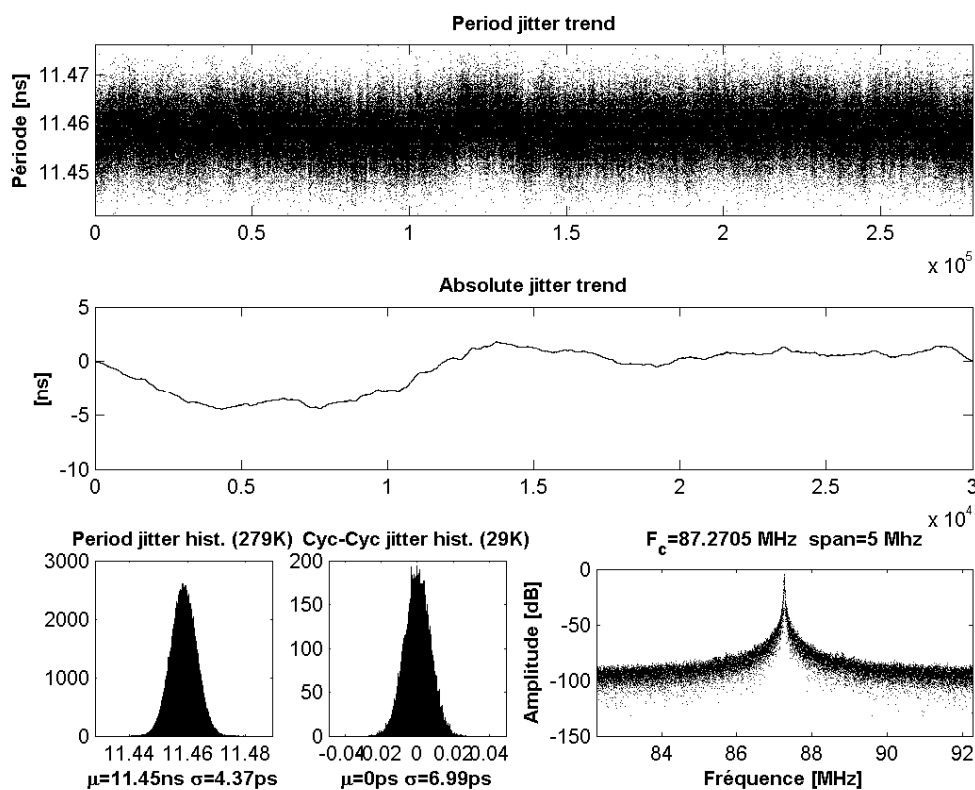 Period jitter trend
Période [ns]
11.47
11.46
11.45
0 0.5 1 1.5 2 2.5
x 10^5
Absolute jitter trend
[ns]
5
0
-5
-10
0 0.5 1 1.5 2 2.5 3
x 10^4
Period jitter hist. (279K)
3000
2000
1000
0
11.44 11.46 11.48
μ=11.45ns σ=4.37ps
Cyc-Cyc jitter hist. (29K)
200
150
100
50
0
-0.04 -0.02 0 0.02 0.04
μ=0ps σ=6.99ps
F_c=87.2705 MHz span=5 Mhz
Amplitude [dB]
0
-50
-100
-150
84 86 88 90 92
Fréquence [MHz]